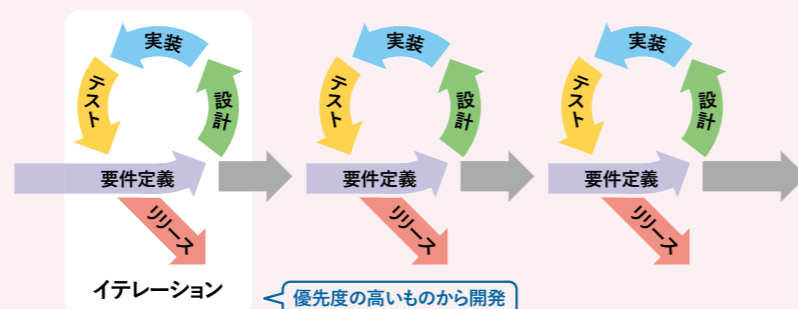 実装
テスト
設計
要件定義
リリース
イテレーション
実装
テスト
設計
要件定義
リリース
実装
テスト
設計
要件定義
リリース
優先度の高いものから開発